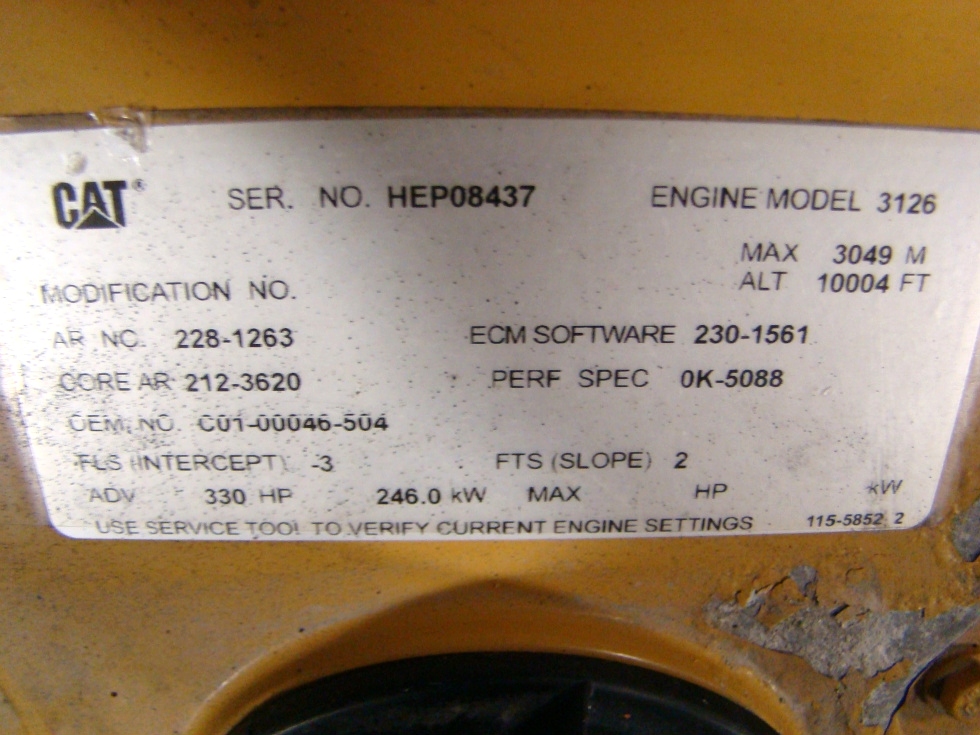 CAT® SER. NO. HEP08437 ENGINE MODEL 3126
MAX 3049 M
MODIFICATION NO. ALT 10004 FT
AR NO. 228-1263 ECM SOFTWARE 230-1561
CORE AR 212-3620 PERF SPEC 0K-5088
OEM NO. C01-00046-504
FLS (INTERCEPT) -3 FTS (SLOPE) 2
ADV 330 HP 246.0 kW MAX HP kW
USE SERVICE TOOL TO VERIFY CURRENT ENGINE SETTINGS 115-5852 2